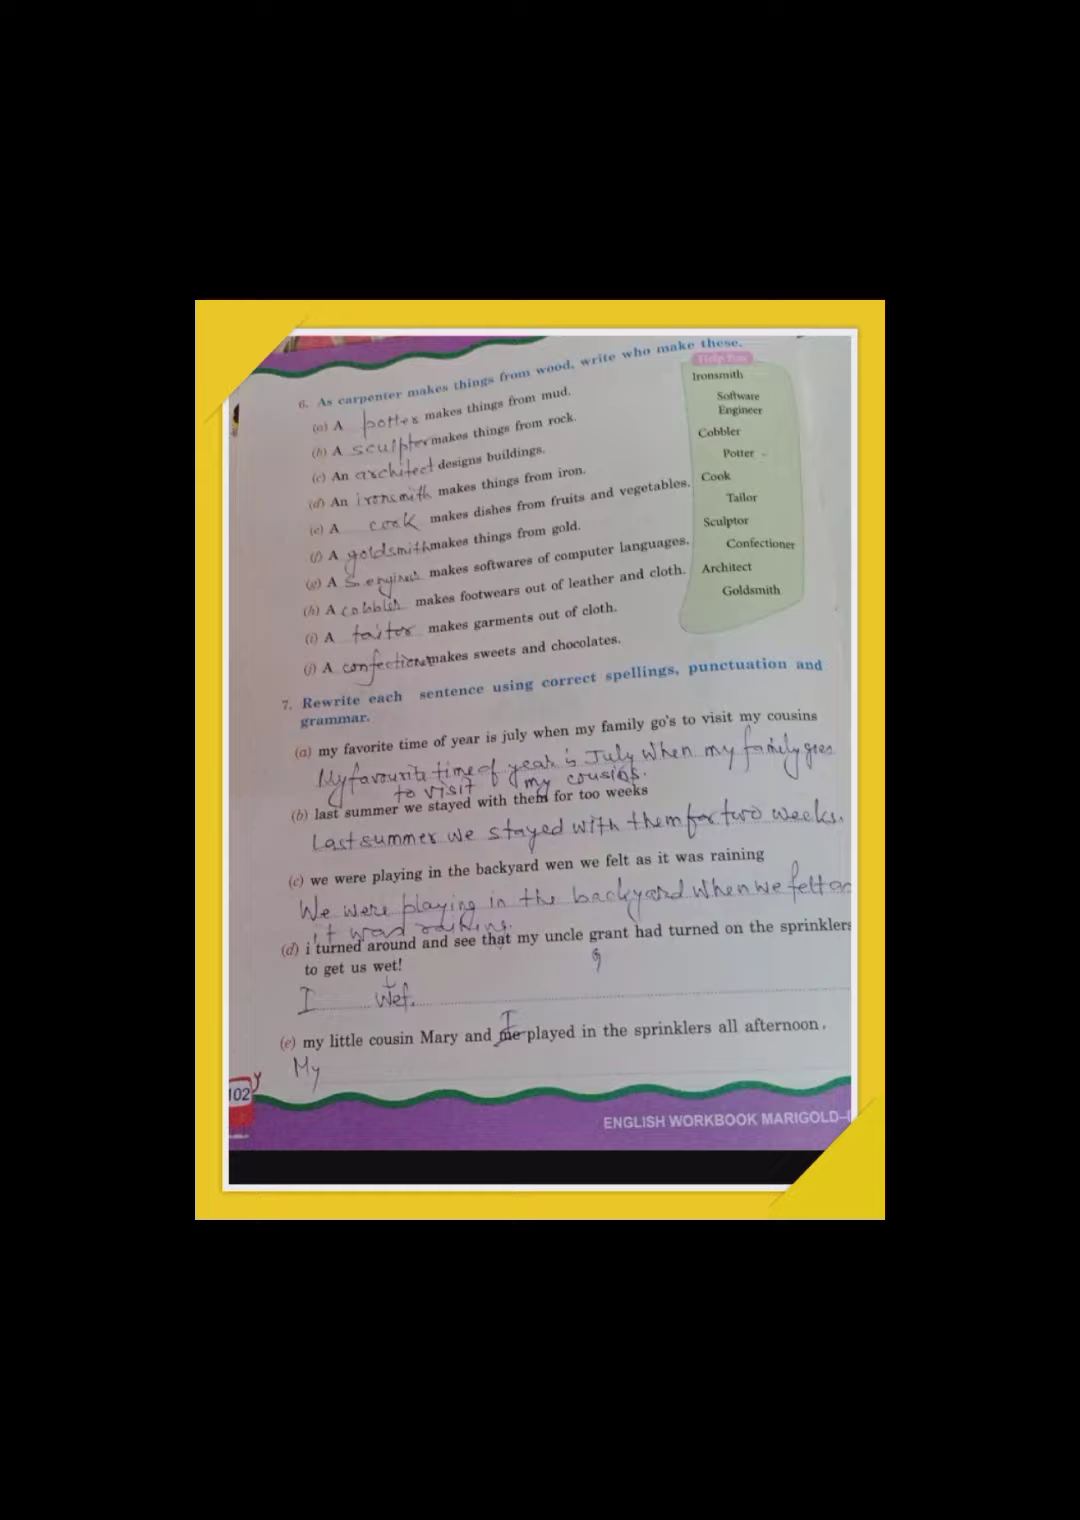 6. As carpenter makes things from wood, write who make these.
Help Box
(a) A potter makes things from mud.
(b) A sculptor makes things from rock.
(c) An architect designs buildings.
(d) An ironsmith makes things from iron.
(e) A cook makes dishes from fruits and vegetables.
(f) A goldsmith makes things from gold.
(g) A S. engineer makes softwares of computer languages.
(h) A cobbler makes footwears out of leather and cloth.
(i) A tailor makes garments out of cloth.
(j) A confectioner makes sweets and chocolates.
Ironsmith
Software
Engineer
Cobbler
Potter
Cook
Tailor
Sculptor
Confectioner
Architect
Goldsmith
7. Rewrite each sentence using correct spellings, punctuation and
grammar.
(a) my favorite time of year is july when my family go's to visit my cousins
My favourite time of year is July when my family goes
to visit my cousins.
(b) last summer we stayed with them for too weeks
Last summer we stayed with them for two weeks.
(c) we were playing in the backyard wen we felt as it was raining
We were playing in the backyard when we felt as
it was raining.
(d) i turned around and see that my uncle grant had turned on the sprinklers
to get us wet!
I wet.
(e) my little cousin Mary and me I played in the sprinklers all afternoon.
My
102
ENGLISH WORKBOOK MARIGOLD-I